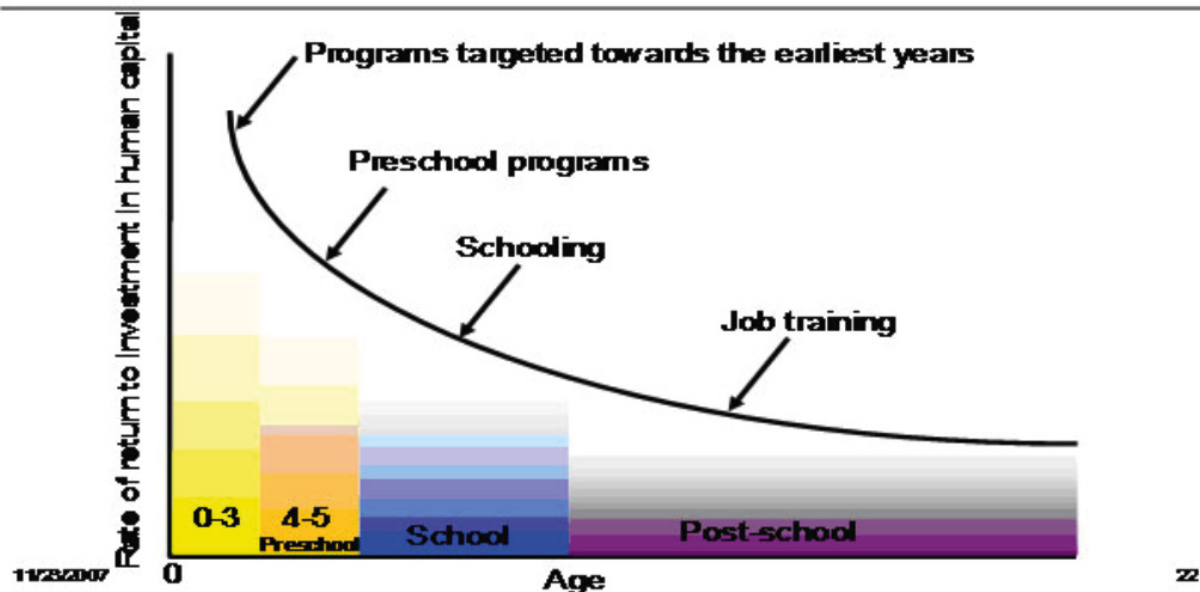 Rate of return to investment in human capital
Programs targeted towards the earliest years
Preschool programs
Schooling
Job training
0-3
4-5
Preschool
School
Post-school
0
Age
11/28/2007
22